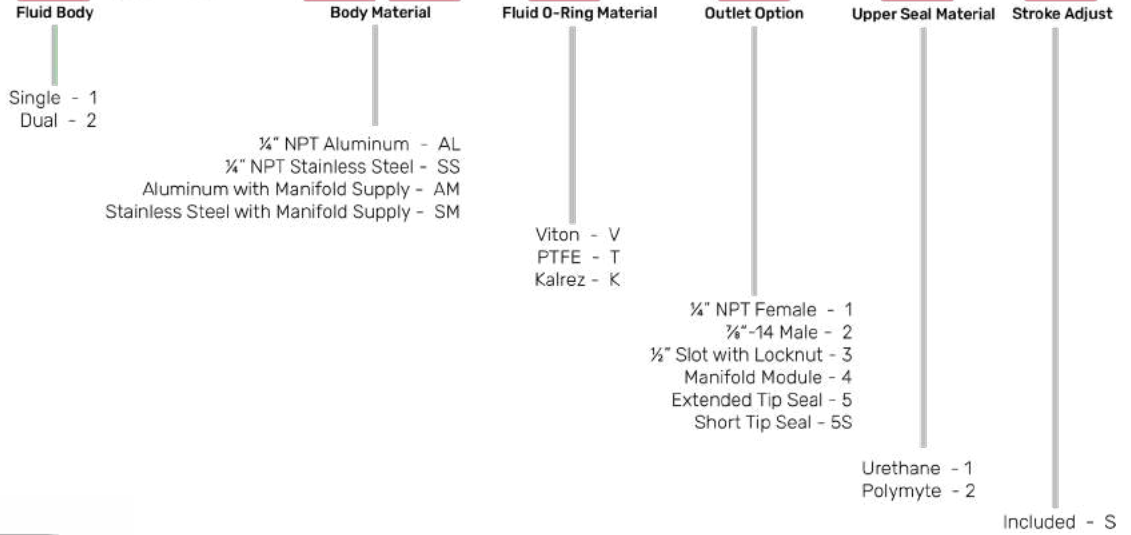 Fluid Body Body Material Fluid O-Ring Material Outlet Option Upper Seal Material Stroke Adjust
Single - 1
Dual - 2
¼" NPT Aluminum - AL
¼" NPT Stainless Steel - SS
Aluminum with Manifold Supply - AM
Stainless Steel with Manifold Supply - SM
Viton - V
PTFE - T
Kalrez - K
¼" NPT Female - 1
⅞"-14 Male - 2
½" Slot with Locknut - 3
Manifold Module - 4
Extended Tip Seal - 5
Short Tip Seal - 5S
Urethane - 1
Polymyte - 2
Included - S